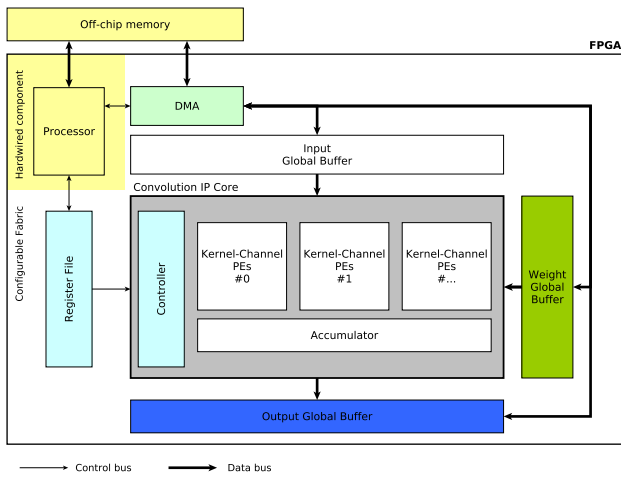 Off-chip memory
FPGA
Hardwired component
Processor
DMA
Input
Global Buffer
Convolution IP Core
Configurable Fabric
Register File
Controller
Kernel-Channel
PEs
#0
Kernel-Channel
PEs
#1
Kernel-Channel
PEs
#...
Weight
Global
Buffer
Accumulator
Output Global Buffer
Control bus
Data bus